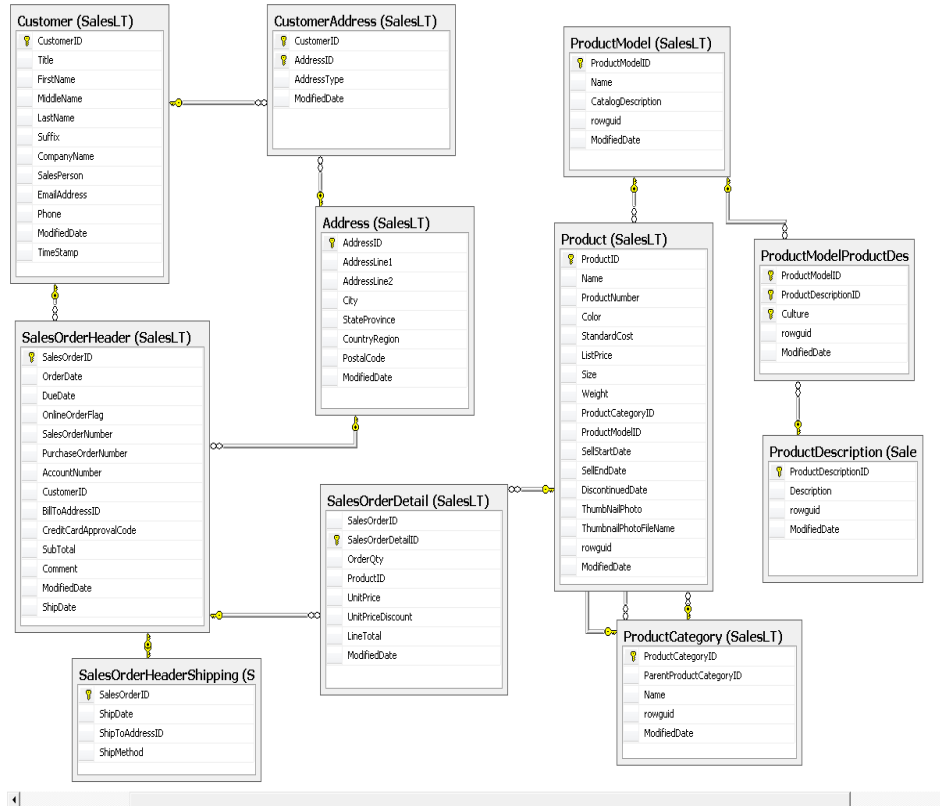 Customer (SalesLT)
CustomerID
Title
FirstName
MiddleName
LastName
Suffix
CompanyName
SalesPerson
EmailAddress
Phone
ModifiedDate
TimeStamp
CustomerAddress (SalesLT)
CustomerID
AddressID
AddressType
ModifiedDate
ProductModel (SalesLT)
ProductModelID
Name
CatalogDescription
rowguid
ModifiedDate
Address (SalesLT)
AddressID
AddressLine1
AddressLine2
City
StateProvince
CountryRegion
PostalCode
ModifiedDate
Product (SalesLT)
ProductID
Name
ProductNumber
Color
StandardCost
ListPrice
Size
Weight
ProductCategoryID
ProductModelID
SellStartDate
SellEndDate
DiscontinuedDate
ThumbNailPhoto
ThumbnailPhotoFileName
rowguid
ModifiedDate
ProductModelProductDes
ProductModelID
ProductDescriptionID
Culture
rowguid
ModifiedDate
SalesOrderHeader (SalesLT)
SalesOrderID
OrderDate
DueDate
OnlineOrderFlag
SalesOrderNumber
PurchaseOrderNumber
AccountNumber
CustomerID
BillToAddressID
CreditCardApprovalCode
SubTotal
Comment
ModifiedDate
ShipDate
ProductDescription (Sale
ProductDescriptionID
Description
rowguid
ModifiedDate
SalesOrderDetail (SalesLT)
SalesOrderID
SalesOrderDetailID
OrderQty
ProductID
UnitPrice
UnitPriceDiscount
LineTotal
ModifiedDate
ProductCategory (SalesLT)
ProductCategoryID
ParentProductCategoryID
Name
rowguid
ModifiedDate
SalesOrderHeaderShipping (S
SalesOrderID
ShipDate
ShipToAddressID
ShipMethod